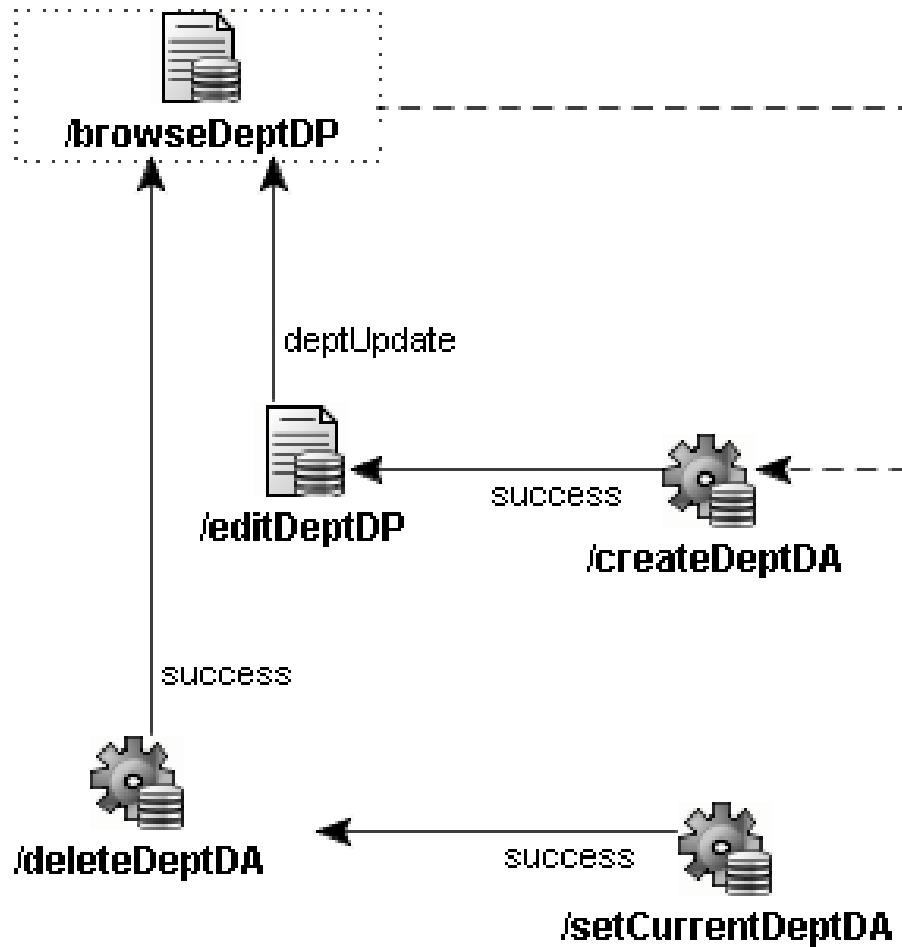 /browseDeptDP
deptUpdate
/editDeptDP
success
/createDeptDA
success
/deleteDeptDA
success
/setCurrentDeptDA